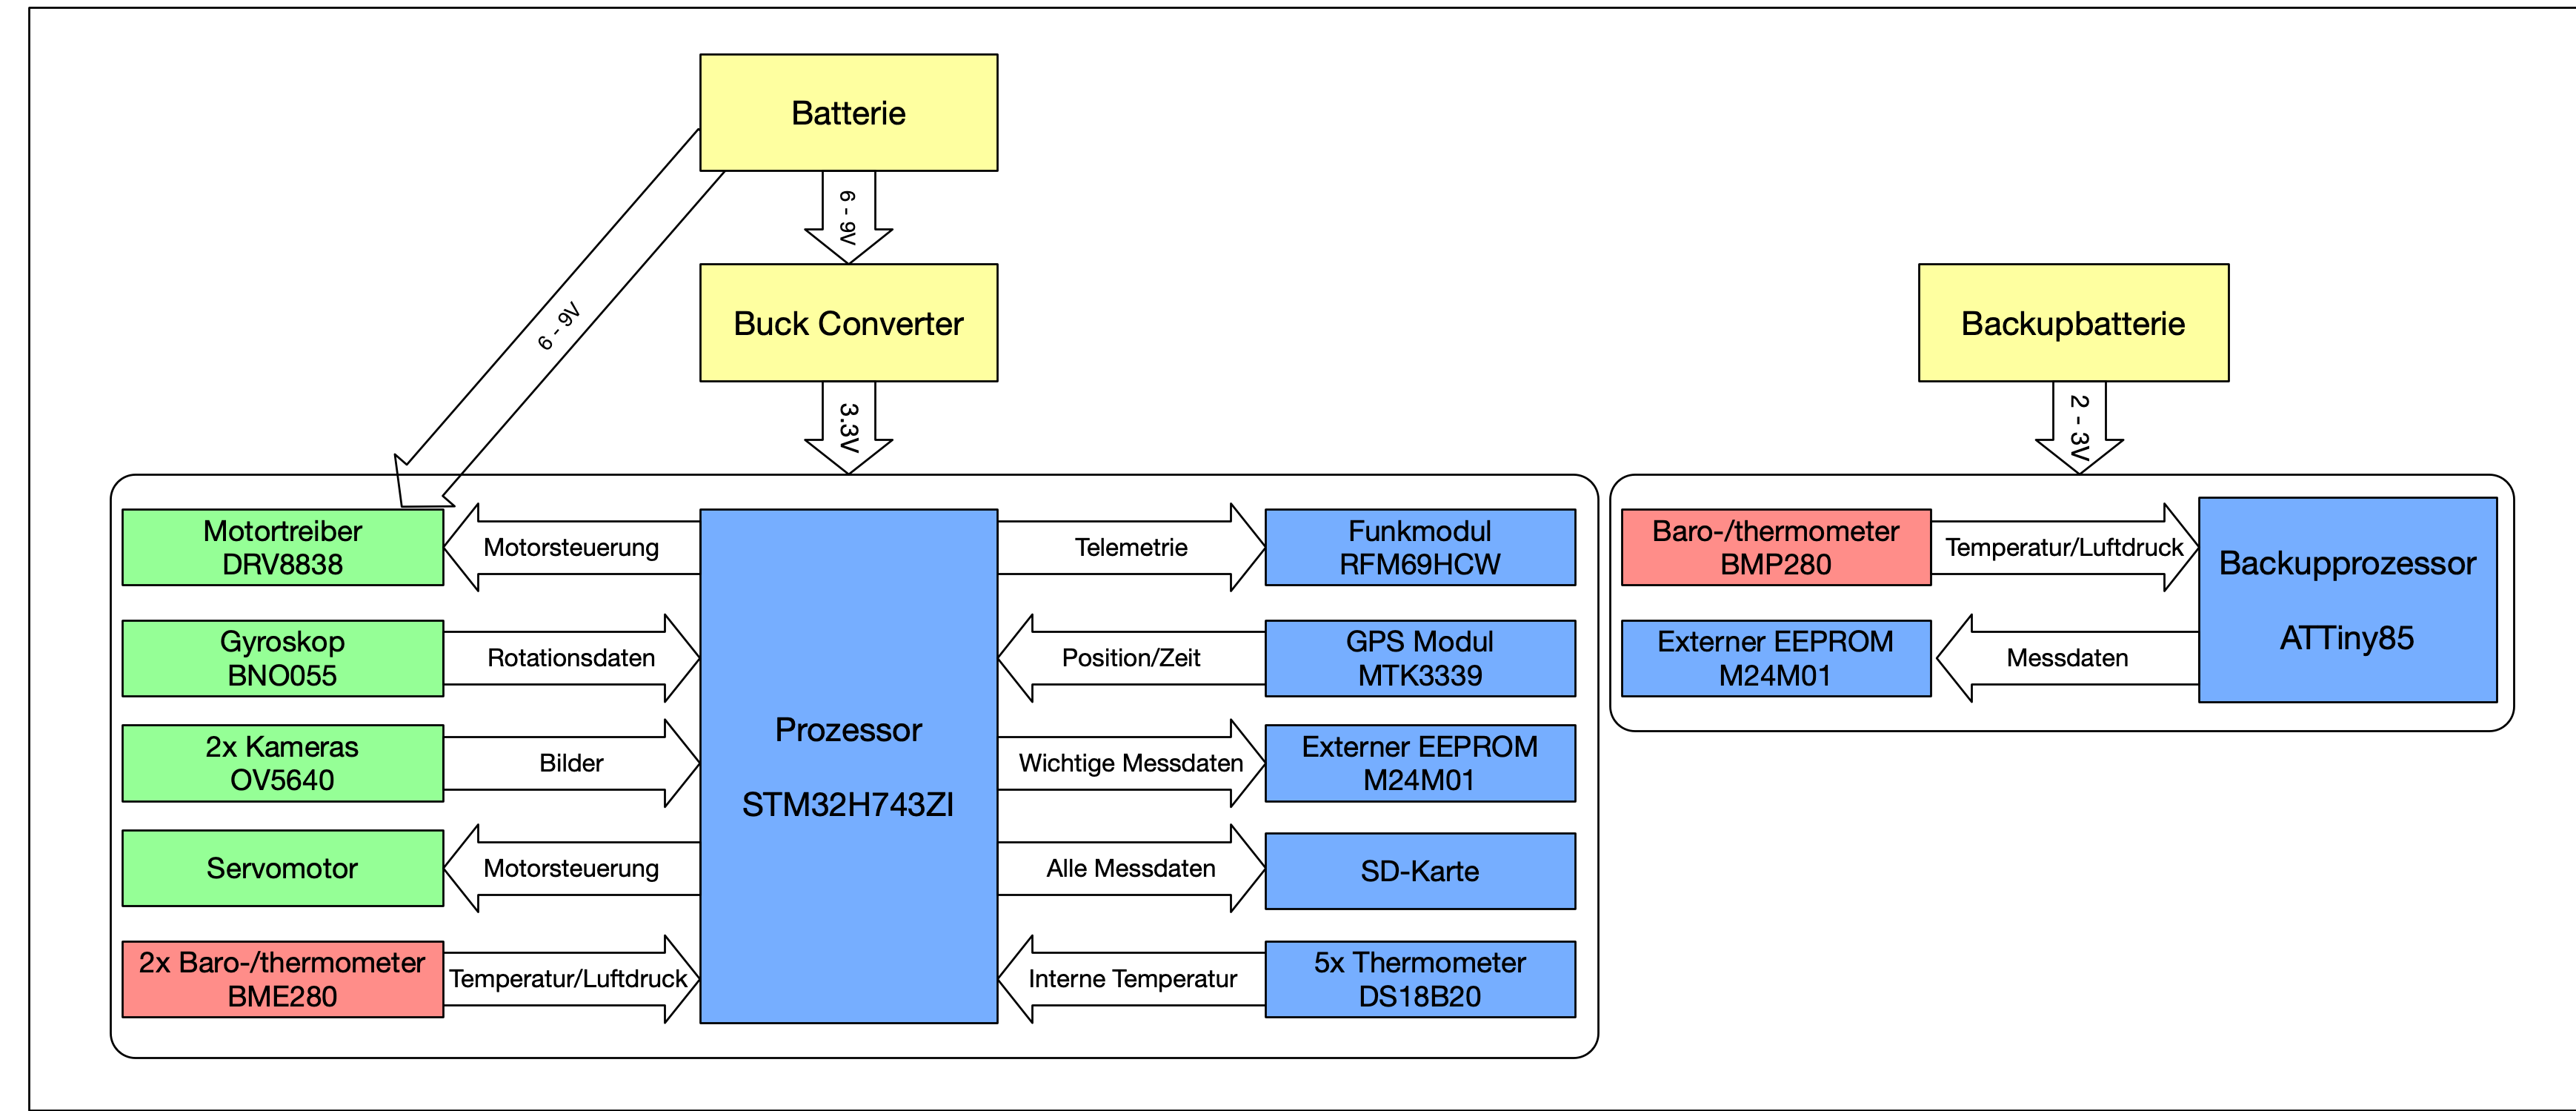 Batterie
6 - 9V
6 - 9V
Buck Converter
3.3V
Backupbatterie
2 - 3V
Motortreiber
DRV8838
Motorsteuerung
Gyroskop
BNO055
Rotationsdaten
2x Kameras
OV5640
Bilder
Servomotor
Motorsteuerung
2x Baro-/thermometer
BME280
Temperatur/Luftdruck
Prozessor
STM32H743ZI
Telemetrie
Funkmodul
RFM69HCW
Position/Zeit
GPS Modul
MTK3339
Wichtige Messdaten
Externer EEPROM
M24M01
Alle Messdaten
SD-Karte
Interne Temperatur
5x Thermometer
DS18B20
Baro-/thermometer
BMP280
Temperatur/Luftdruck
Externer EEPROM
M24M01
Messdaten
Backupprozessor
ATTiny85